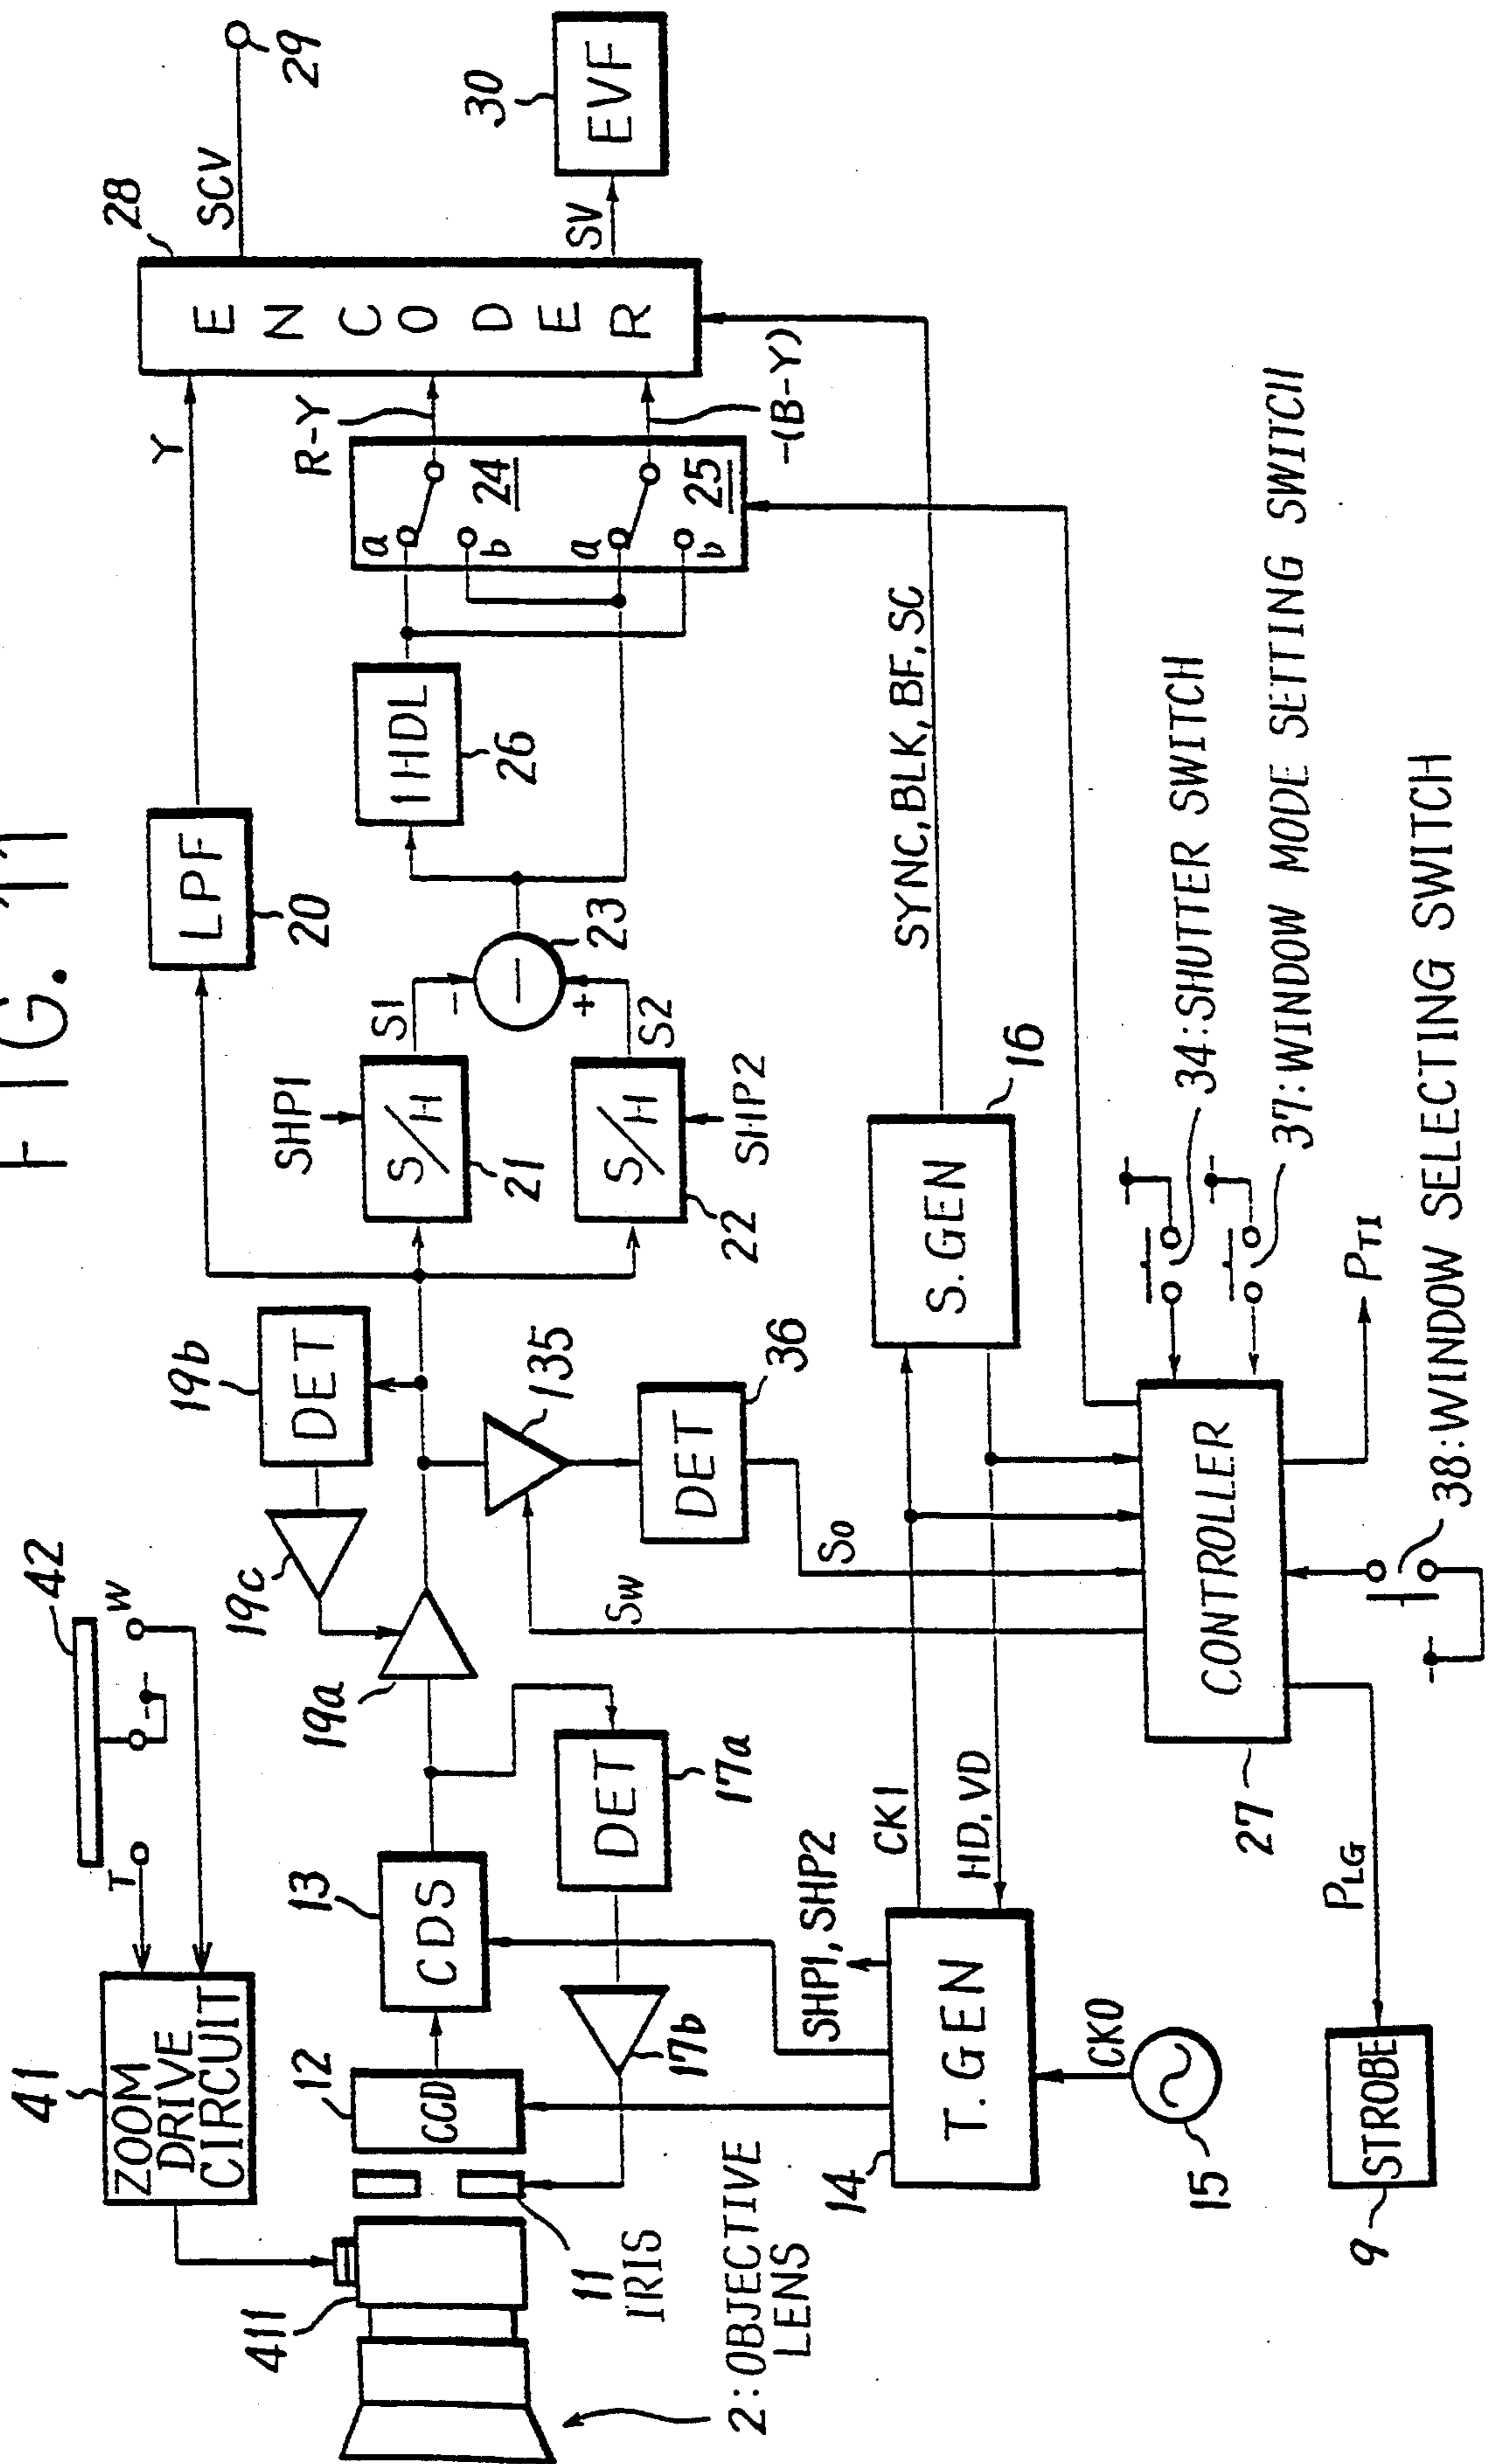 FIG. 11
41
ZOOM
DRIVE
CIRCUIT
T
42
W
411
2:OBJECTIVE
LENS
11
IRIS
12
CCD
13
CDS
17a
DET
17b
19a
19c
19b
DET
135
36
DET
SW
SO
LPF
20
Y
SHP1
S/H
21
S1
S/H
22
SHP2
S2
-
+
23
1HDL
26
a
b
24
a
b
25
R-Y
-(B-Y)
28
ENCODER
SCV
29
SV
30
EVF
14
T. GEN
SHP1, SHP2
CK1
HD, VD
CK0
15
16
S. GEN
SYNC, BLK, BF, SC
27
CONTROLLER
PLG
STROBE
9
PTI
34:SHUTTER SWITCH
37:WINDOW MODE SETTING SWITCH
38:WINDOW SELECTING SWITCH